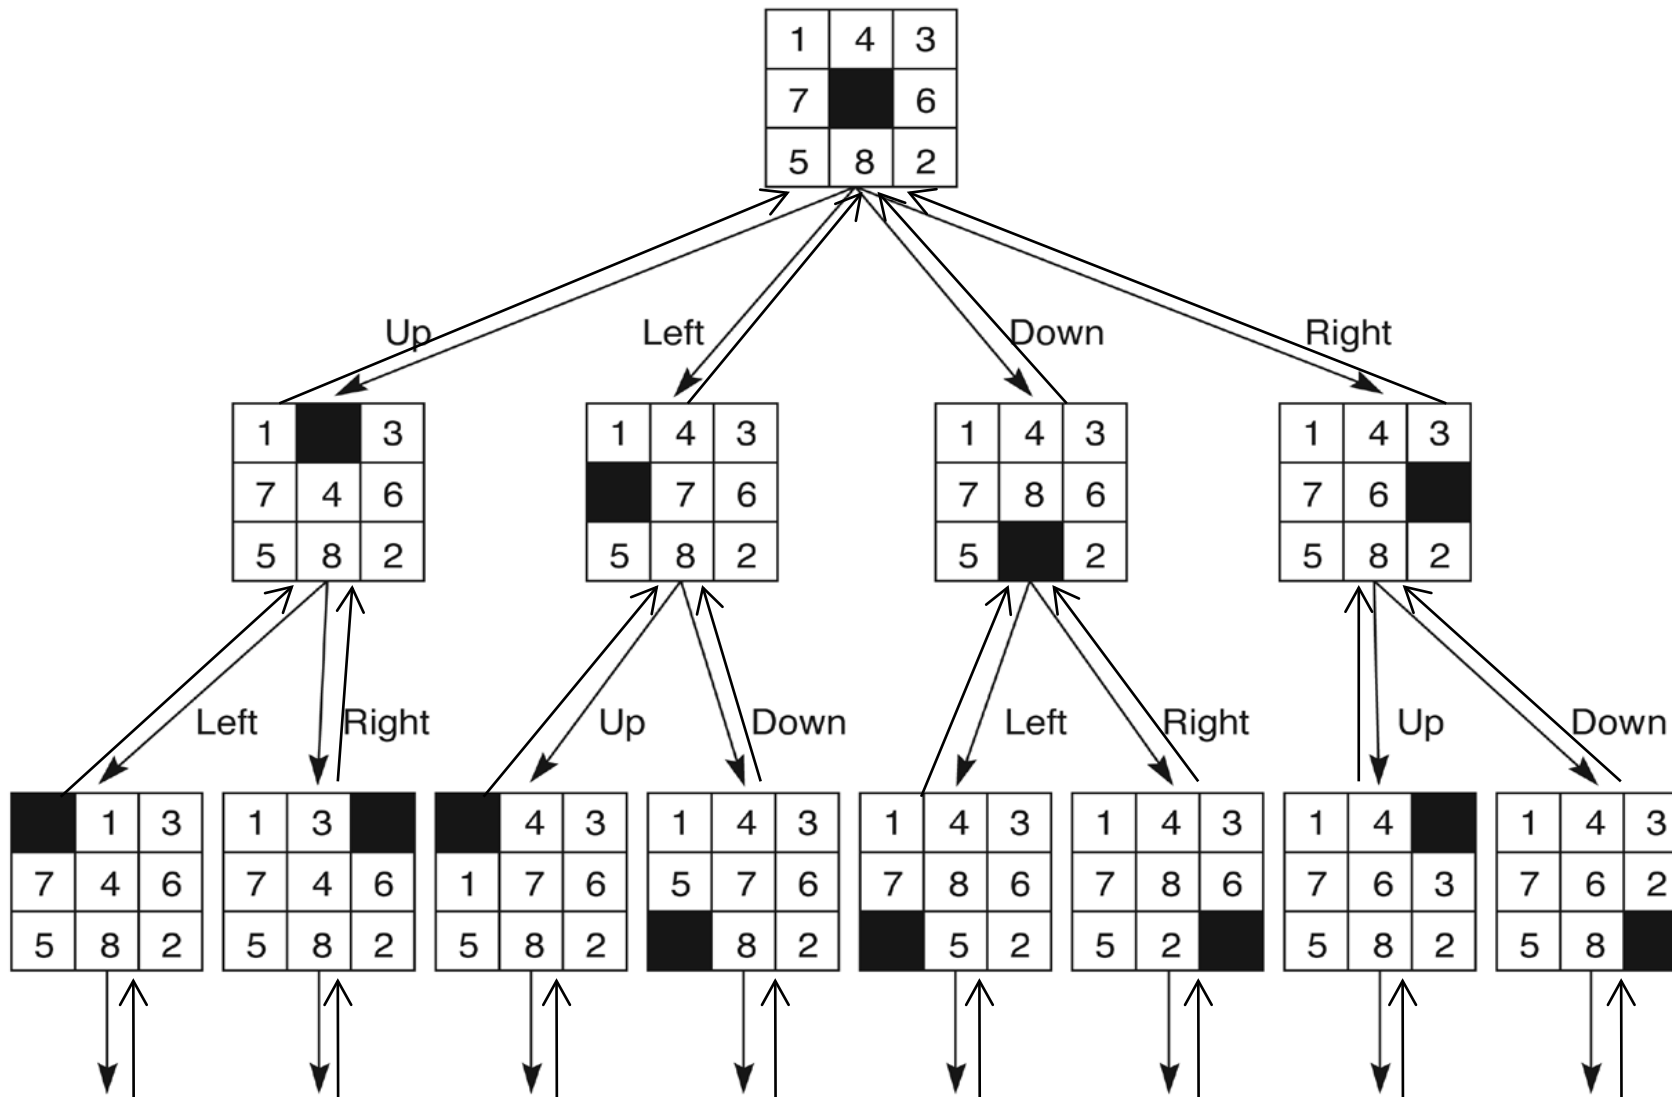 1 4 3
7 6
5 8 2
Up Left Down Right
1 3 1 4 3 1 4 3 1 4 3
7 4 6 7 6 7 8 6 7 6
5 8 2 5 8 2 5 2 5 8 2
Left Right Up Down Left Right Up Down
1 3 1 3 4 3 1 4 3 1 4 3 1 4 3 1 4 1 4 3
7 4 6 7 4 6 1 7 6 5 7 6 7 8 6 7 8 6 7 6 3 7 6 2
5 8 2 5 8 2 5 8 2 8 2 5 2 5 2 5 8 2 5 8